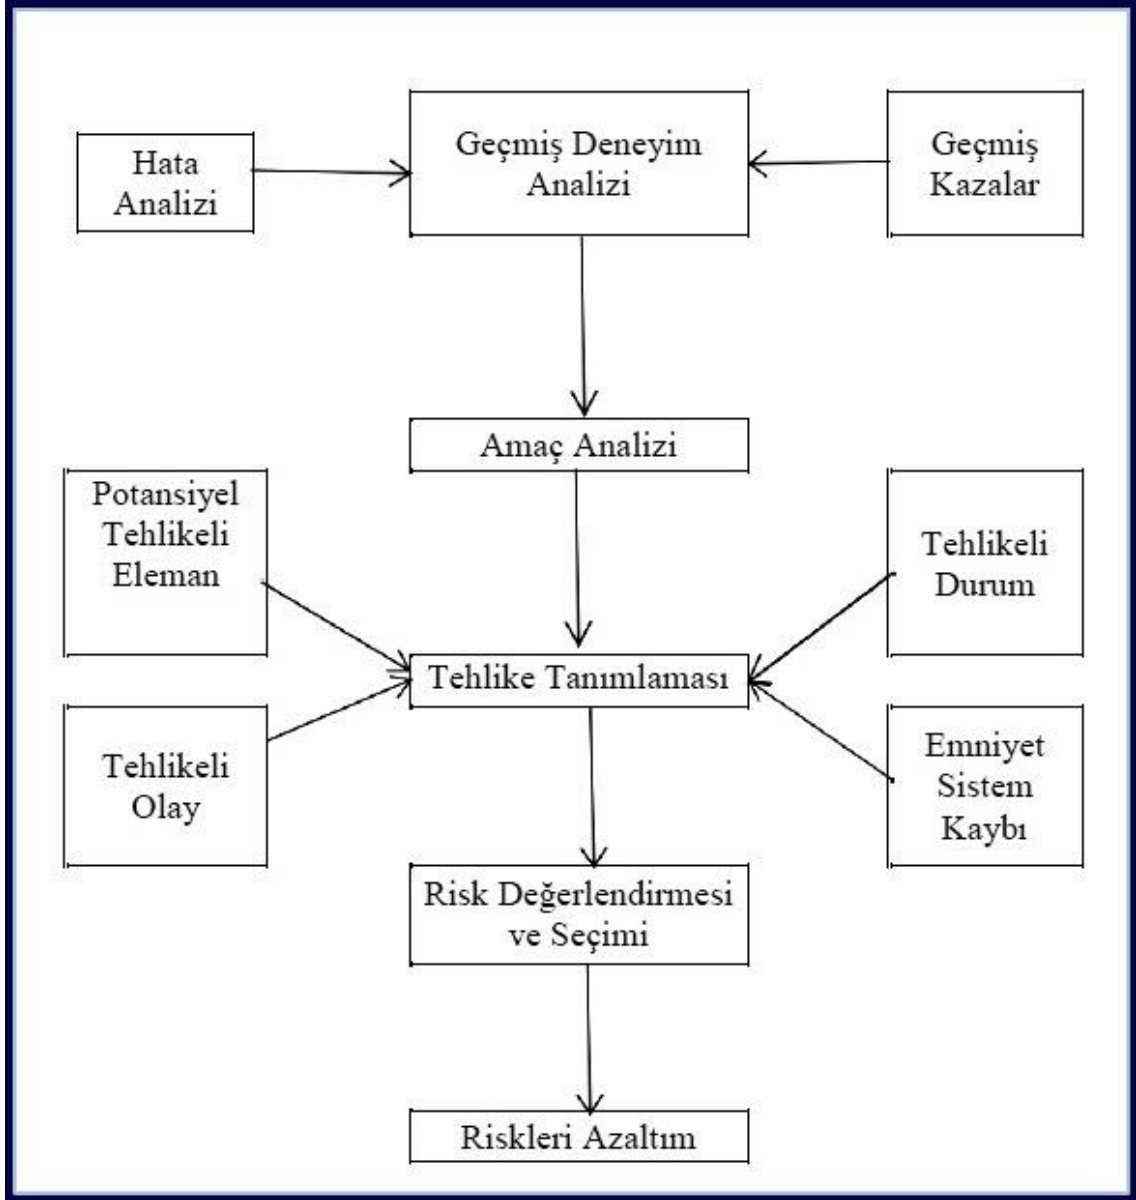 Hata
Analizi
Geçmiş Deneyim
Analizi
Geçmiş
Kazalar
Amaç Analizi
Potansiyel
Tehlikeli
Eleman
Tehlikeli
Durum
Tehlike Tanımlaması
Tehlikeli
Olay
Emniyet
Sistem
Kaybı
Risk Değerlendirmesi
ve Seçimi
Riskleri Azaltım